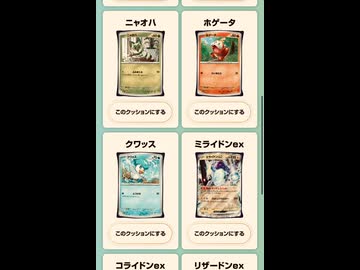 ニャオハ
ホゲータ
このクッションにする
このクッションにする
クワッス
ミライドンex
このクッションにする
このクッションにする
コライドンex
リザードンex